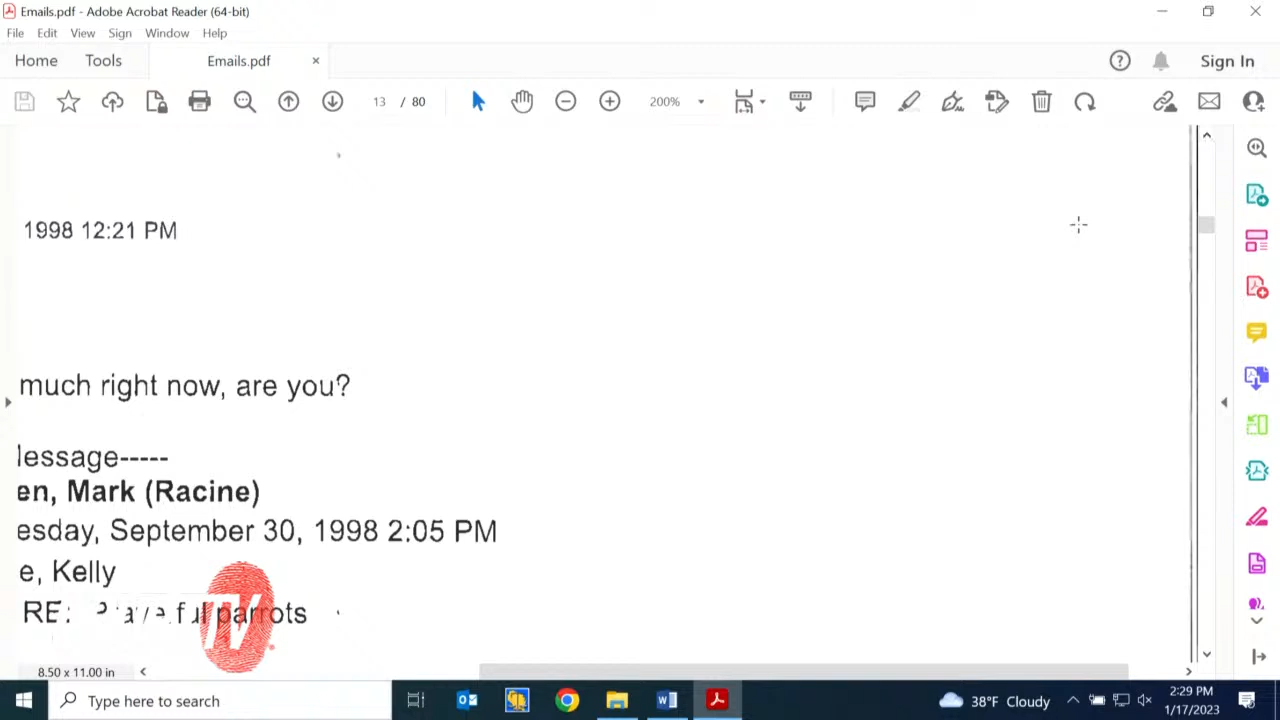 Emails.pdf - Adobe Acrobat Reader (64-bit)
File Edit View Sign Window Help
Home Tools Emails.pdf × Sign In
13 / 80 200%
1998 12:21 PM
much right now, are you?
lessage-----
en, Mark (Racine)
esday, September 30, 1998 2:05 PM
e, Kelly
RE: ful parrots
TV
8.50 x 11.00 in
Type here to search
38°F Cloudy
2:29 PM
1/17/2023